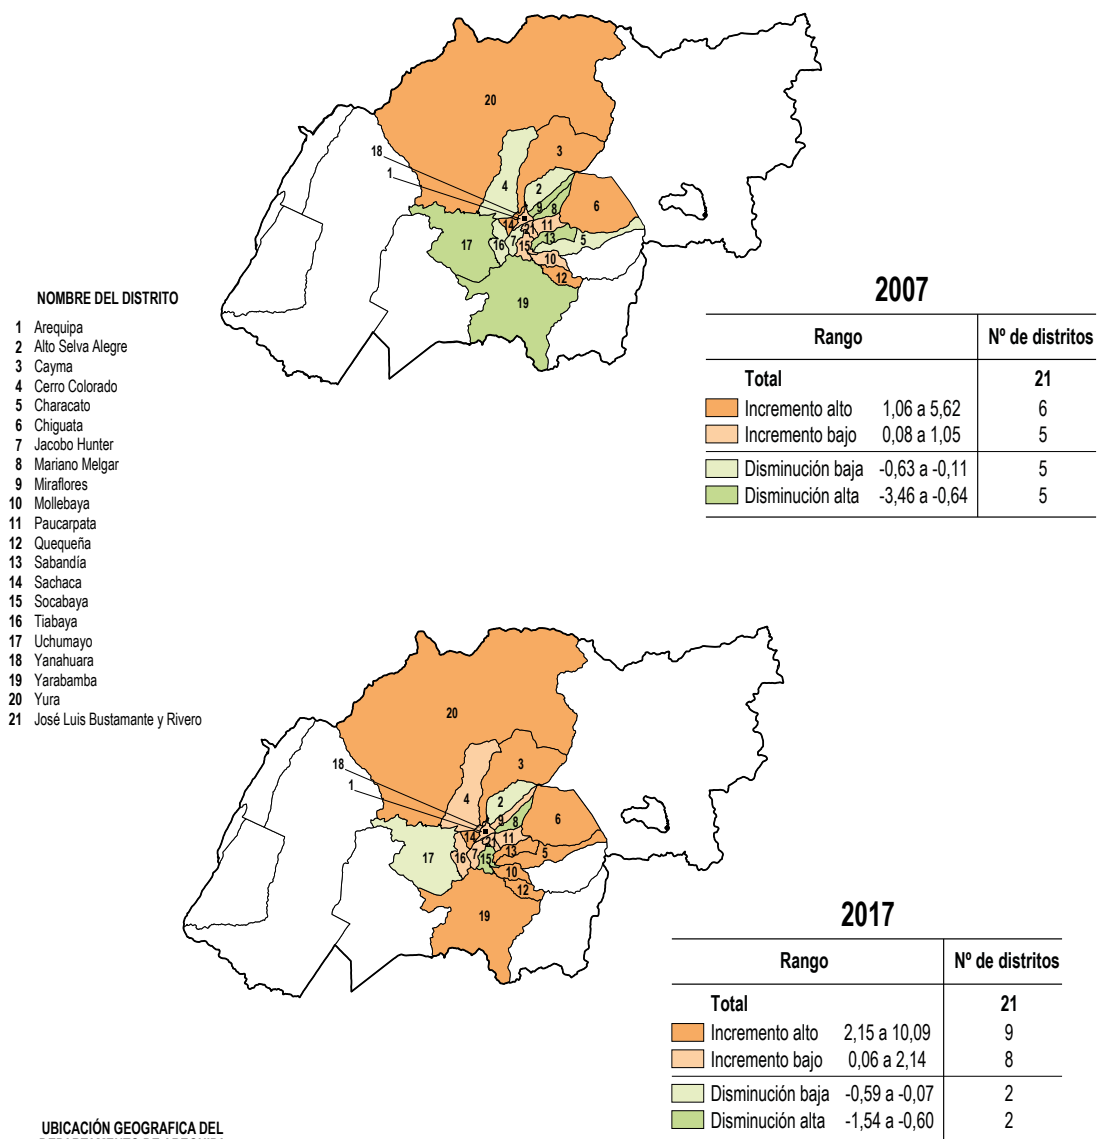 20
18
3
1
4
2
9
8
6
14
21
11
17
16
7
15
13
5
10
12
19
2007
Rango Nº de distritos
Total 21
Incremento alto 1,06 a 5,62 6
Incremento bajo 0,08 a 1,05 5
Disminución baja -0,63 a -0,11 5
Disminución alta -3,46 a -0,64 5
NOMBRE DEL DISTRITO
1 Arequipa
2 Alto Selva Alegre
3 Cayma
4 Cerro Colorado
5 Characato
6 Chiguata
7 Jacobo Hunter
8 Mariano Melgar
9 Miraflores
10 Mollebaya
11 Paucarpata
12 Quequeña
13 Sabandía
14 Sachaca
15 Socabaya
16 Tiabaya
17 Uchumayo
18 Yanahuara
19 Yarabamba
20 Yura
21 José Luis Bustamante y Rivero
20
18
3
1
4
2
9
8
6
14
21
11
17
16
7
15
13
5
10
12
19
2017
Rango Nº de distritos
Total 21
Incremento alto 2,15 a 10,09 9
Incremento bajo 0,06 a 2,14 8
Disminución baja -0,59 a -0,07 2
Disminución alta -1,54 a -0,60 2
UBICACIÓN GEOGRAFICA DEL
DEPARTAMENTO DE AREQUIPA